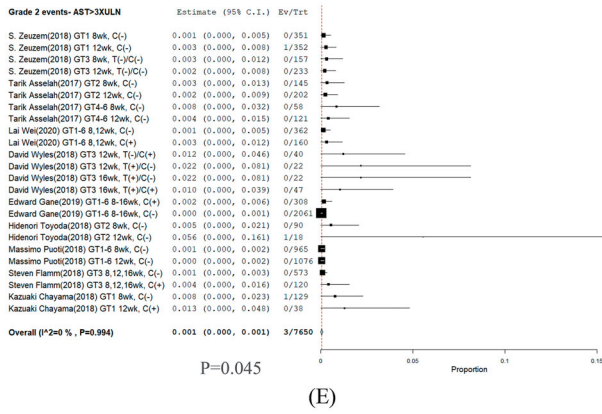 Grade 2 events- AST>3XULN Estimate (95% C.I.) Ev/Trt (E)
S. Zeuzem(2018) GT1 8wk, C(-) 0.001 (0.000, 0.005) 0/351
S. Zeuzem(2018) GT1 12wk, C(-) 0.003 (0.000, 0.008) 1/352
S. Zeuzem(2018) GT3 8wk, T(-)/C(-) 0.003 (0.000, 0.012) 0/157
S. Zeuzem(2018) GT3 12wk, T(-)/C(-) 0.002 (0.000, 0.008) 0/233
Tarik Asselah(2017) GT2 8wk, C(-) 0.003 (0.000, 0.013) 0/145
Tarik Asselah(2017) GT2 12wk, C(-) 0.002 (0.000, 0.009) 0/202
Tarik Asselah(2017) GT4-6 8wk, C(-) 0.008 (0.000, 0.032) 0/58
Tarik Asselah(2017) GT4-6 12wk, C(-) 0.004 (0.000, 0.015) 0/121
Lai Wei(2020) GT1-6 8,12wk, C(-) 0.001 (0.000, 0.005) 0/362
Lai Wei(2020) GT1-6 8,12wk, C(+) 0.003 (0.000, 0.012) 0/160
David Wyles(2018) GT3 12wk, T(-)/C(+) 0.012 (0.000, 0.046) 0/40
David Wyles(2018) GT3 12wk, T(+)/C(-) 0.022 (0.000, 0.081) 0/22
David Wyles(2018) GT3 16wk, T(+)/C(-) 0.022 (0.000, 0.081) 0/22
David Wyles(2018) GT3 16wk, T(+)/C(+) 0.010 (0.000, 0.039) 0/47
Edward Gane(2019) GT1-6 8-16wk, C(+) 0.002 (0.000, 0.006) 0/308
Edward Gane(2019) GT1-6 8-16wk, C(-) 0.000 (0.000, 0.001) 0/2061
Hidenori Toyoda(2018) GT2 8wk, C(-) 0.005 (0.000, 0.021) 0/90
Hidenori Toyoda(2018) GT2 12wk, C(-) 0.056 (0.000, 0.161) 1/18
Massimo Puoti(2018) GT1-6 8wk, C(-) 0.001 (0.000, 0.002) 0/965
Massimo Puoti(2018) GT1-6 12wk, C(-) 0.000 (0.000, 0.002) 0/1076
Steven Flamm(2018) GT3 8,12,16wk, C(-) 0.001 (0.000, 0.003) 0/573
Steven Flamm(2018) GT3 8,12,16wk, C(+) 0.004 (0.000, 0.016) 0/120
Kazuaki Chayama(2018) GT1 8wk, C(-) 0.008 (0.000, 0.023) 1/129
Kazuaki Chayama(2018) GT1 12wk, C(+) 0.013 (0.000, 0.048) 0/38
Overall (I^2=0 % , P=0.994) 0.001 (0.000, 0.001) 3/7650
0 0.05 0.1 0.15
P=0.045 Proportion
(E)